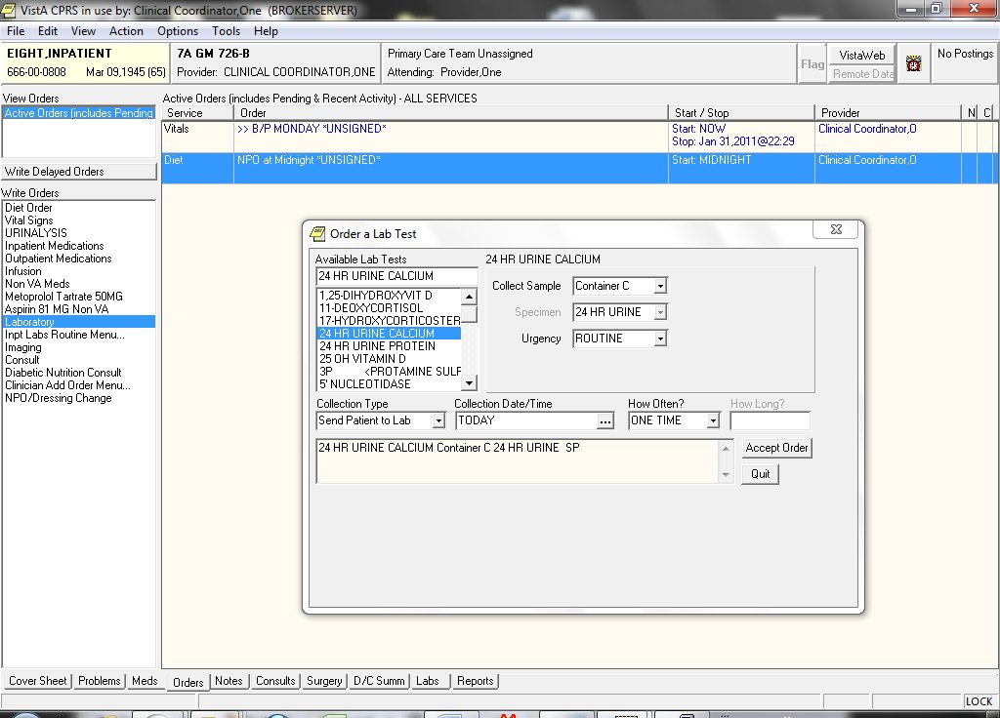 VistA CPRS in use by: Clinical Coordinator,One (BROKERSERVER)
File Edit View Action Options Tools Help
EIGHT,INPATIENT
666-00-0808 Mar 09,1945 (65)
7A GM 726-B
Provider: CLINICAL COORDINATOR,ONE
Primary Care Team Unassigned
Attending: Provider,One
Flag
VistaWeb
Remote Data
No Postings
View Orders
Active Orders (includes Pending
Write Delayed Orders
Write Orders
Diet Order
Vital Signs
URINALYSIS
Inpatient Medications
Outpatient Medications
Infusion
Non VA Meds
Metoprolol Tartrate 50MG
Aspirin 81 MG Non VA
Laboratory
Inpt Labs Routine Menu...
Imaging
Consult
Diabetic Nutrition Consult
Clinician Add Order Menu...
NPO/Dressing Change
Active Orders (includes Pending & Recent Activity) - ALL SERVICES
Service Order Start / Stop Provider N C
Vitals >> B/P MONDAY *UNSIGNED* Start: NOW Clinical Coordinator,O
Stop: Jan 31,2011@22:29
Diet NPO at Midnight *UNSIGNED* Start: MIDNIGHT Clinical Coordinator,O
Order a Lab Test
Available Lab Tests
24 HR URINE CALCIUM
1,25-DIHYDROXYVIT D
11-DEOXYCORTISOL
17-HYDROXYCORTICOSTER
24 HR URINE CALCIUM
24 HR URINE PROTEIN
25 OH VITAMIN D
3P <PROTAMINE SULF
5' NUCLEOTIDASE
24 HR URINE CALCIUM
Collect Sample Container C
Specimen 24 HR URINE
Urgency ROUTINE
Collection Type Collection Date/Time How Often? How Long?
Send Patient to Lab TODAY ... ONE TIME
24 HR URINE CALCIUM Container C 24 HR URINE SP
Accept Order
Quit
Cover Sheet Problems Meds Orders Notes Consults Surgery D/C Summ Labs Reports
LOCK